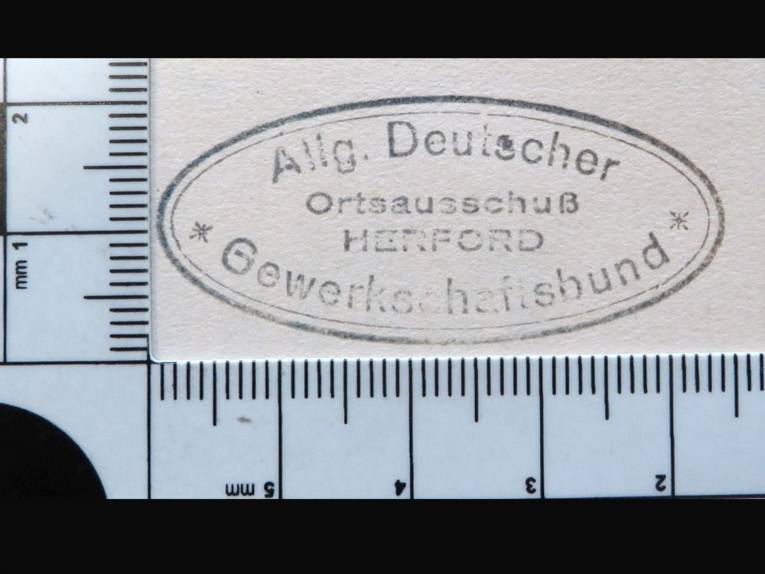 Allg. Deutscher
Ortsausschuß
HERFORD
* Gewerkschaftsbund *
2
mm 1
5 mm
4
3
2